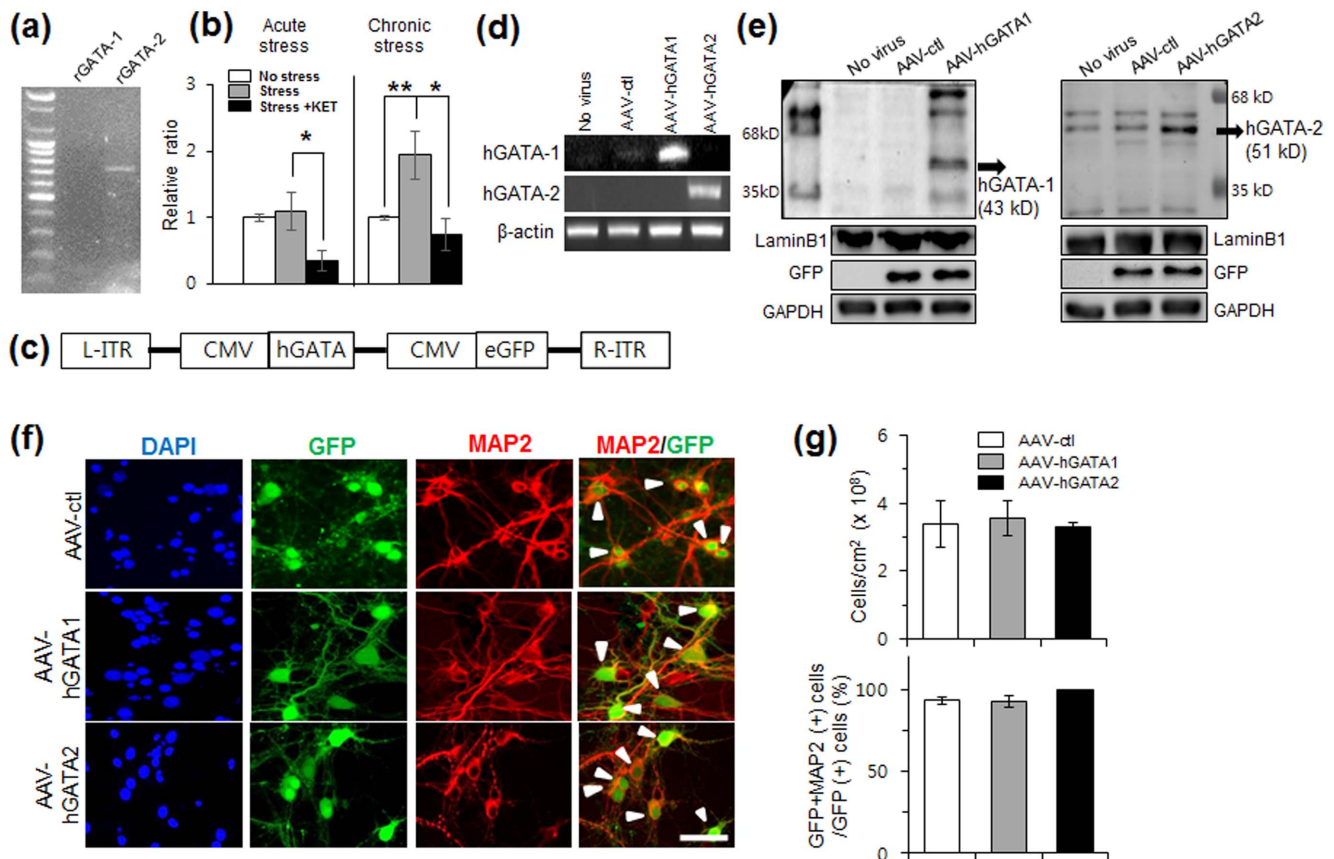 (a)
rGATA-1
rGATA-2
(b)
Acute stress
Chronic stress
No stress
Stress
Stress +KET
Relative ratio
3
2
1
0
*
**
*
(c)
L-ITR
CMV
hGATA
CMV
eGFP
R-ITR
(d)
No virus
AAV-ctl
AAV-hGATA1
AAV-hGATA2
hGATA-1
hGATA-2
β-actin
(e)
No virus
AAV-ctl
AAV-hGATA1
68kD
35kD
hGATA-1
(43 kD)
LaminB1
GFP
GAPDH
No virus
AAV-ctl
AAV-hGATA2
68 kD
hGATA-2
(51 kD)
35 kD
LaminB1
GFP
GAPDH
(f)
DAPI
GFP
MAP2
MAP2/GFP
AAV-ctl
AAV-
hGATA1
AAV-
hGATA2
(g)
AAV-ctl
AAV-hGATA1
AAV-hGATA2
Cells/cm² (x 10⁸)
6
4
2
0
GFP+MAP2 (+) cells
/GFP (+) cells (%)
100
50
0